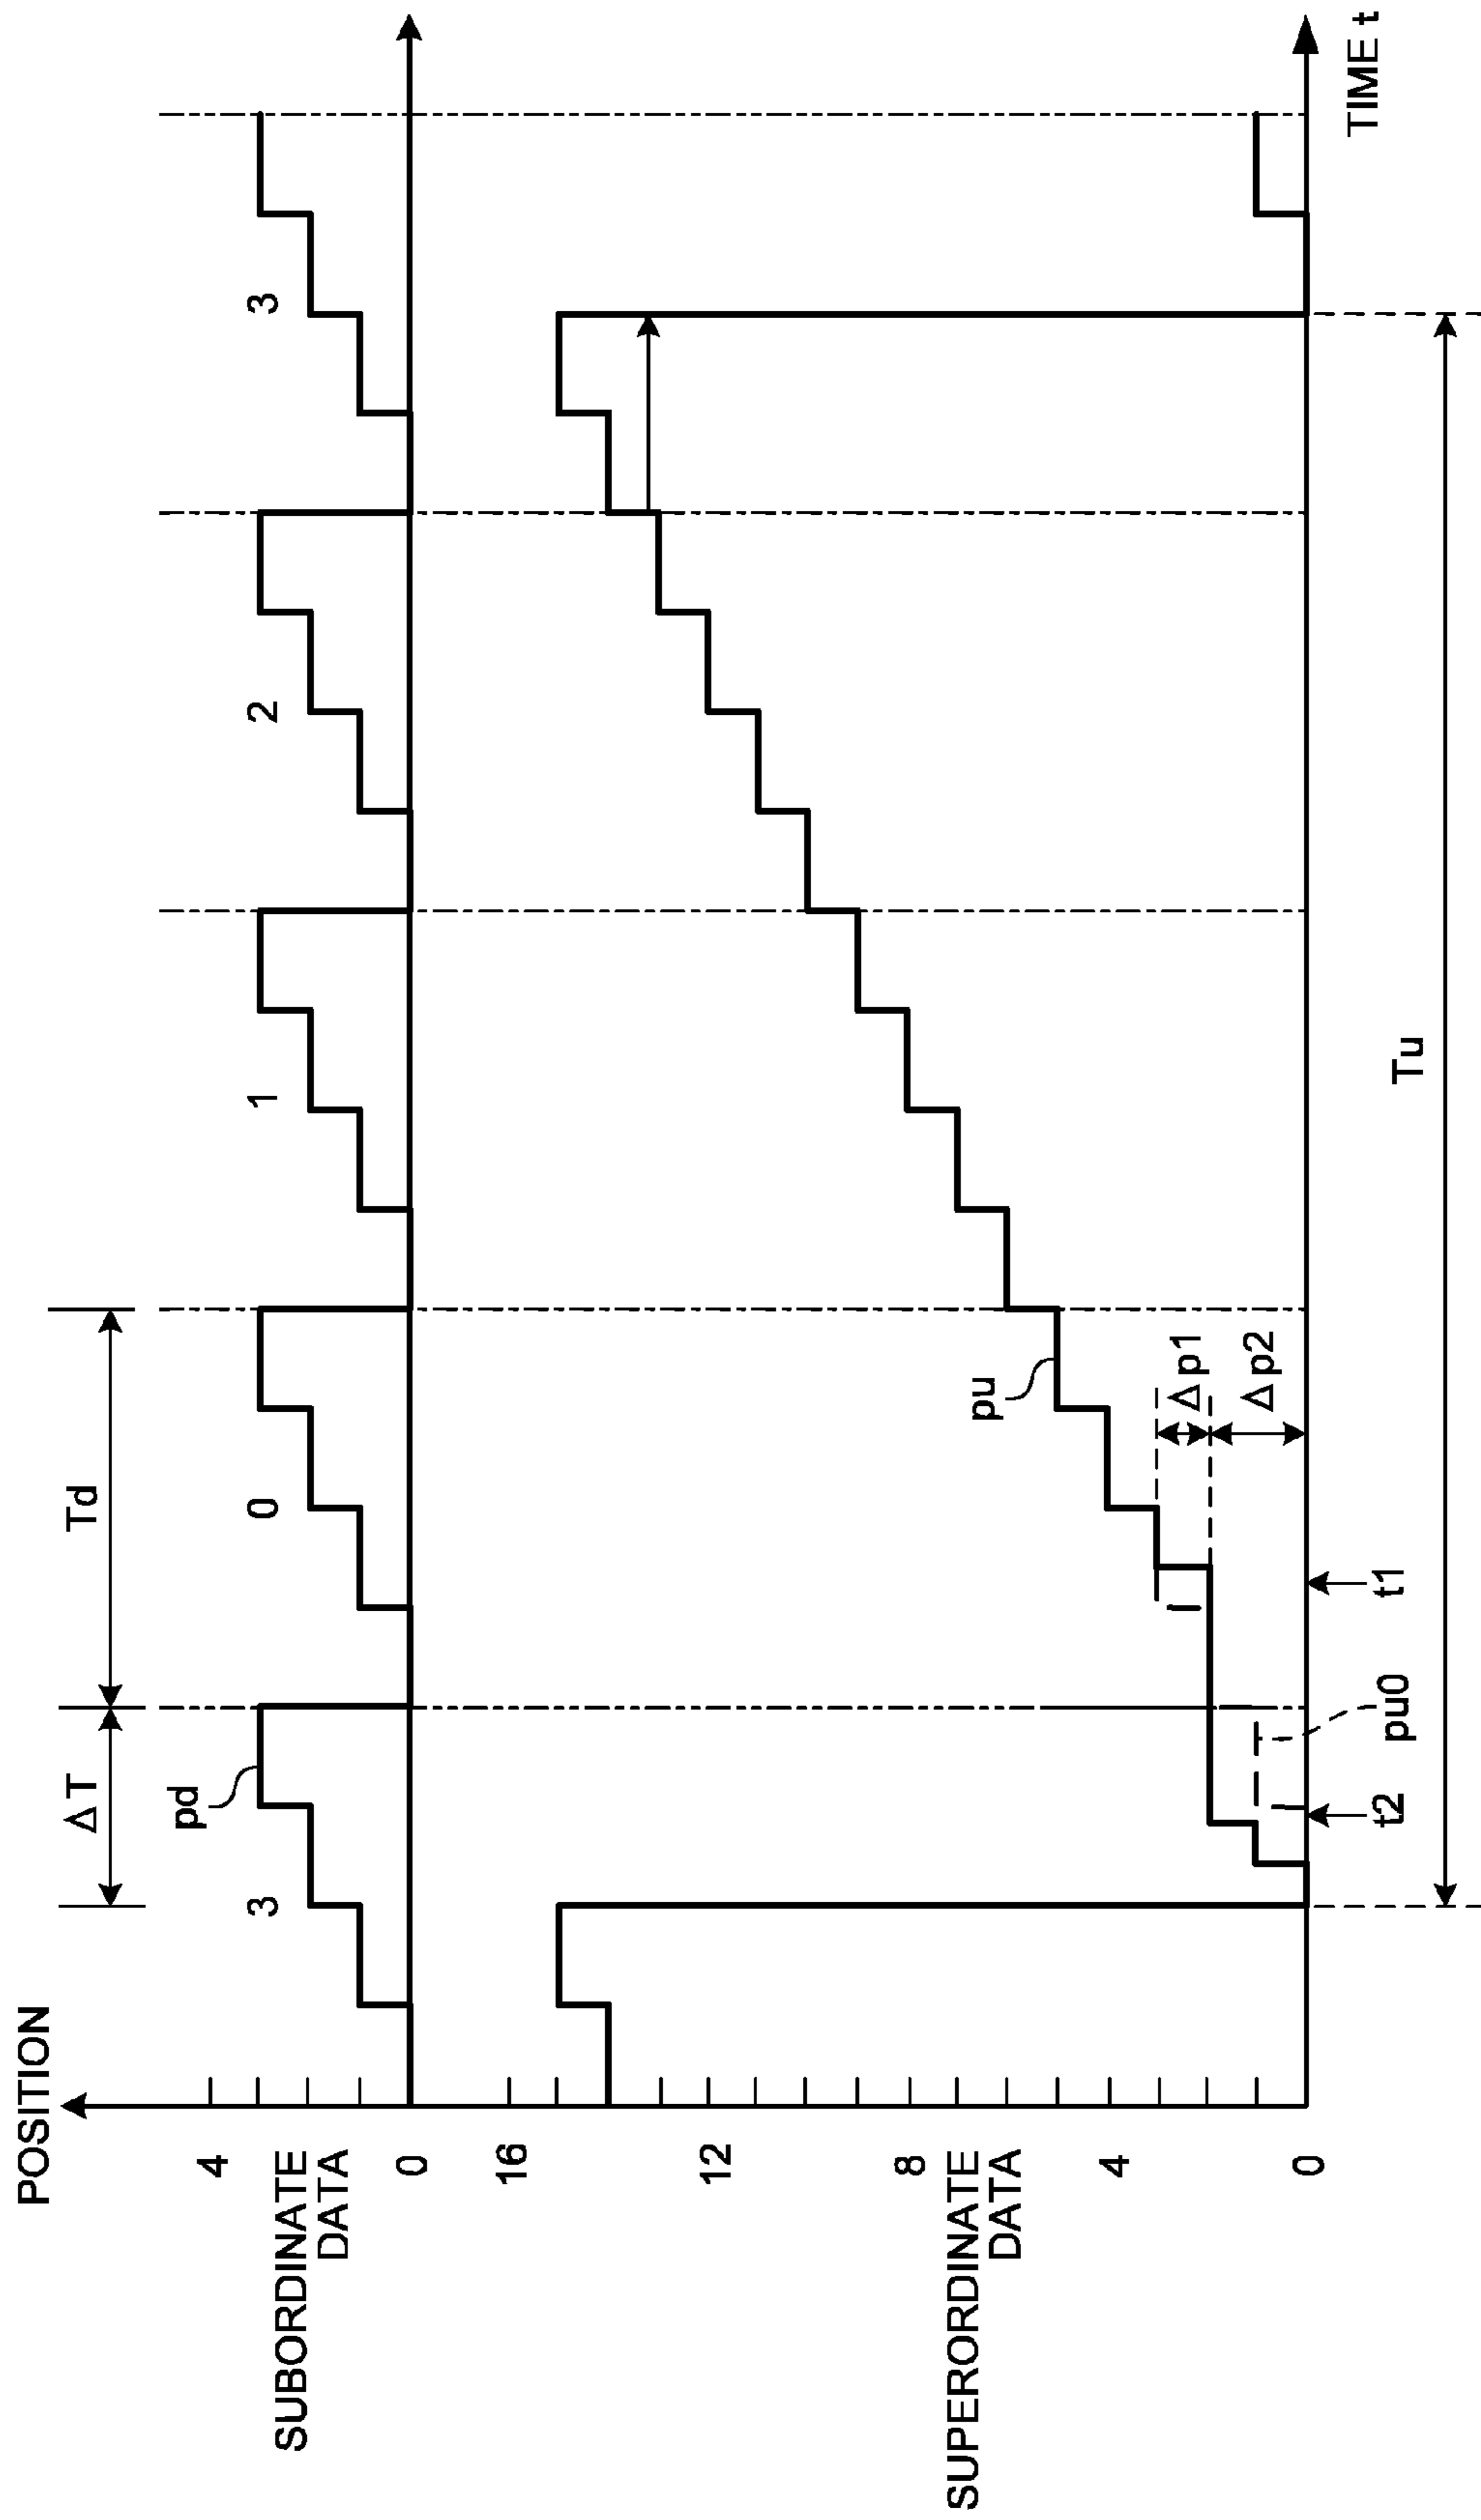 POSITION
ΔT
Td
4
SUBORDINATE
DATA
0
pd
3
0
1
2
3
16
12
8
4
0
SUPERORDINATE
DATA
pu
Δp1
Δp2
t2
pu0
t1
Tu
TIME t